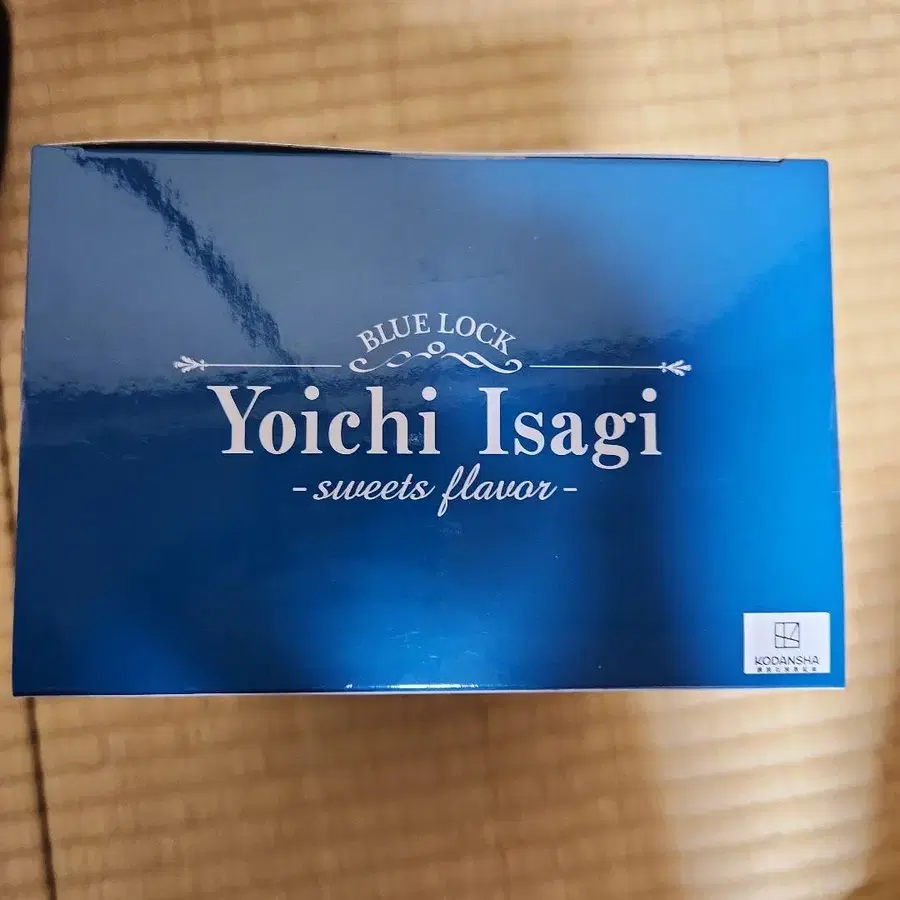 BLUE LOCK
Yoichi Isagi
- sweets flavor -
KODANSHA